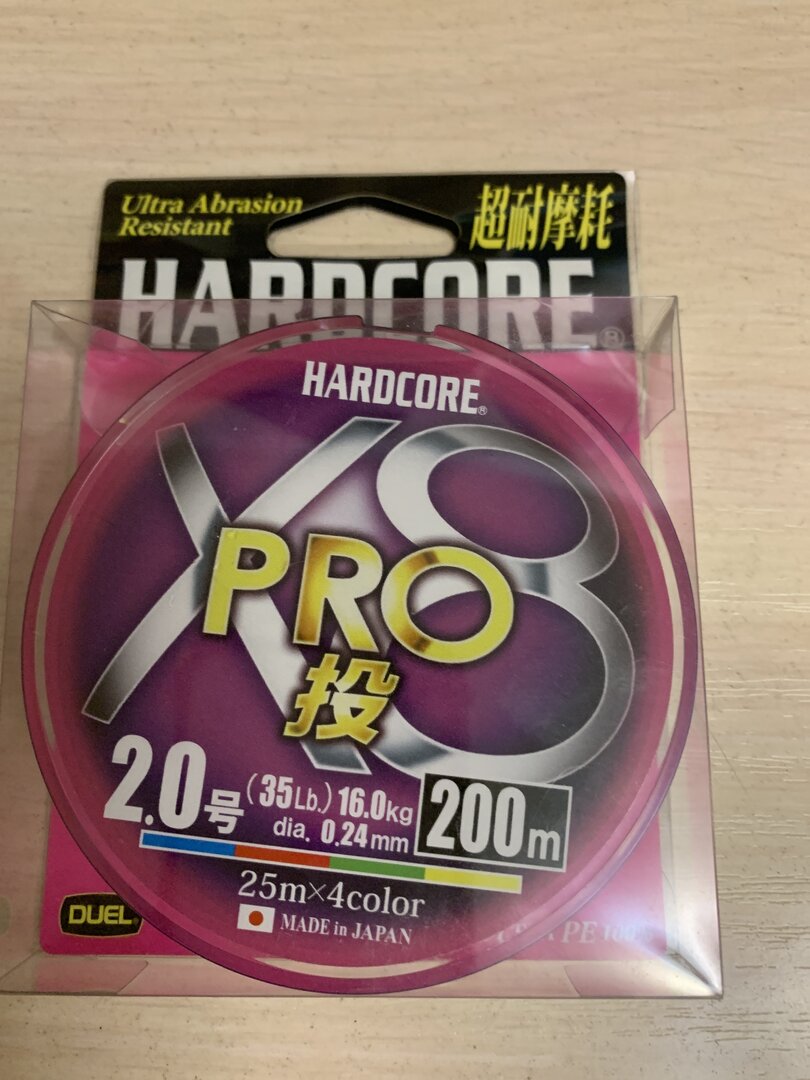 Ultra Abrasion
Resistant
超耐摩耗
HARDCORE®
HARDCORE®
X8
PRO
投
2.0号 (35Lb.) 16.0kg
dia. 0.24mm
200m
25m×4color
MADE in JAPAN
DUEL®
PE